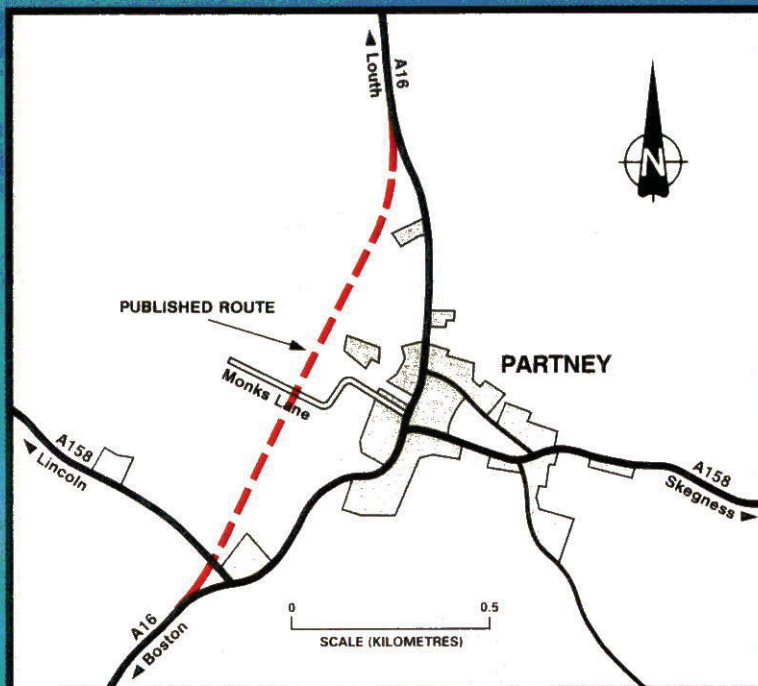 A16
◄ Louth
N
PUBLISHED ROUTE
PARTNEY
Monks Lane
A158
◄ Lincoln
A158
Skegness ►
0 0.5
SCALE (KILOMETRES)
A16
◄ Boston